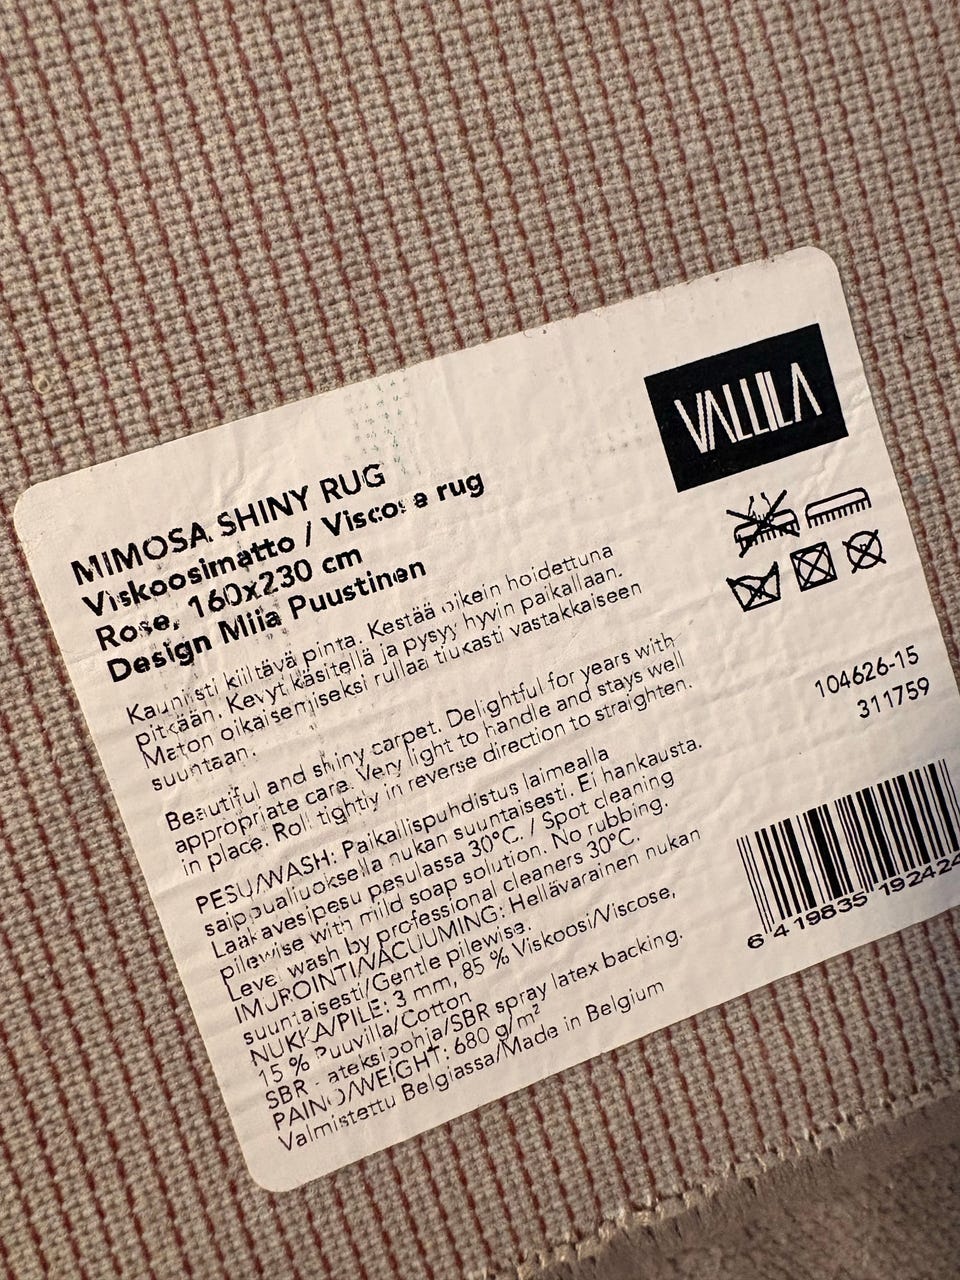 VALLILA
MIMOSA SHINY RUG
Viskoosimatto / Viscose rug
Rose, 160x230 cm
Design Miia Puustinen
Kauniisti kiiltävä pinta. Kestää oikein hoidettuna
pitkään. Kevyt käsitellä ja pysyy hyvin paikallaan.
Maton oikaisemiseksi rullaa tiukasti vastakkaiseen
suuntaan.
Beautiful and shiny carpet. Delightful for years with
appropriate care. Very light to handle and stays well
in place. Roll tightly in reverse direction to straighten.
PESU/WASH: Paikallispuhdistus laimealla
saippualiuoksella nukan suuntaisesti. Ei hankausta.
Laakavesipesu pesulassa 30°C. / Spot cleaning
pilewise with mild soap solution. No rubbing.
Level wash by professional cleaners 30°C.
IMUROINTI/VACUUMING: Hellävarainen nukan
suuntaisesti/Gentle pilewise.
NUKKA/PILE: 3 mm, 85 % Viskoosi/Viscose,
15 % Puuvilla/Cotton
SBR-lateksipohja/SBR spray latex backing.
PAINO/WEIGHT: 680 g/m²
Valmistettu Belgiassa/Made in Belgium
104626-15
311759
6 419835 192424